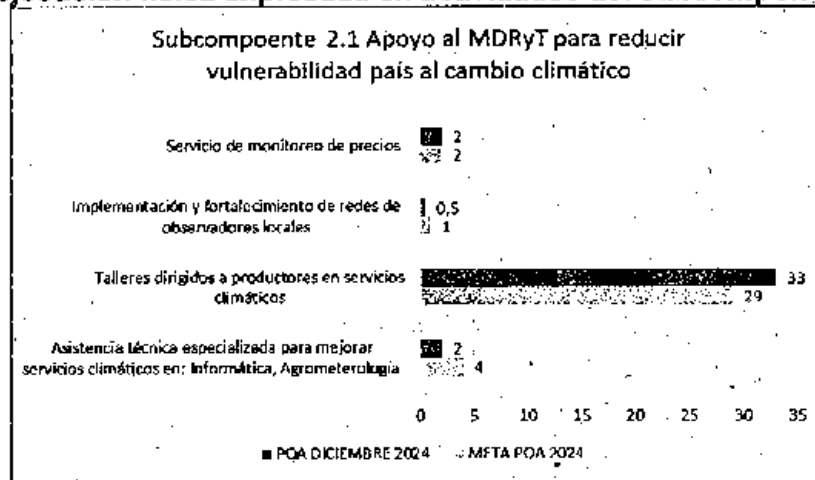 Subcompoente 2.1 Apoyo al MDRyT para reducir
vulnerabilidad país al cambio climático
Servicio de monitoreo de precios
2
2
Implementación y fortalecimiento de redes de
observadores locales
0,5
1
Talleres dirigidos a productores en servicios
climáticos
33
29
Asistencia técnica especializada para mejorar
servicios climáticos en: Informática, Agrometerología
2
4
0 5 10 15 20 25 30 35
POA DICIEMBRE 2024 META POA 2024